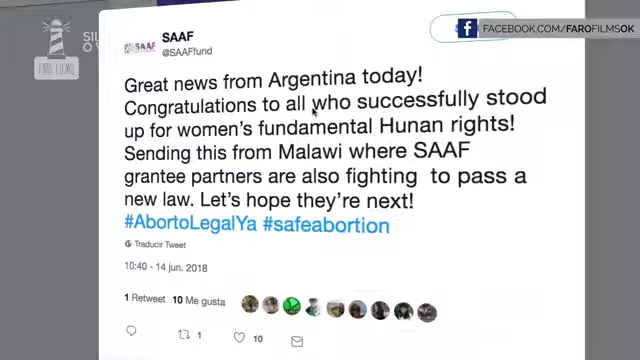 FACEBOOK.COM/FAROFILMSOK
FARO FILMS
SAAF
SAAF
@SAAFfund
Great news from Argentina today!
Congratulations to all who successfully stood
up for women's fundamental Hunan rights!
Sending this from Malawi where SAAF
grantee partners are also fighting to pass a
new law. Let's hope they're next!
#AbortoLegalYa #safeabortion
Traducir Tweet
10:40 - 14 jun. 2018
1 Retweet 10 Me gusta
1 10